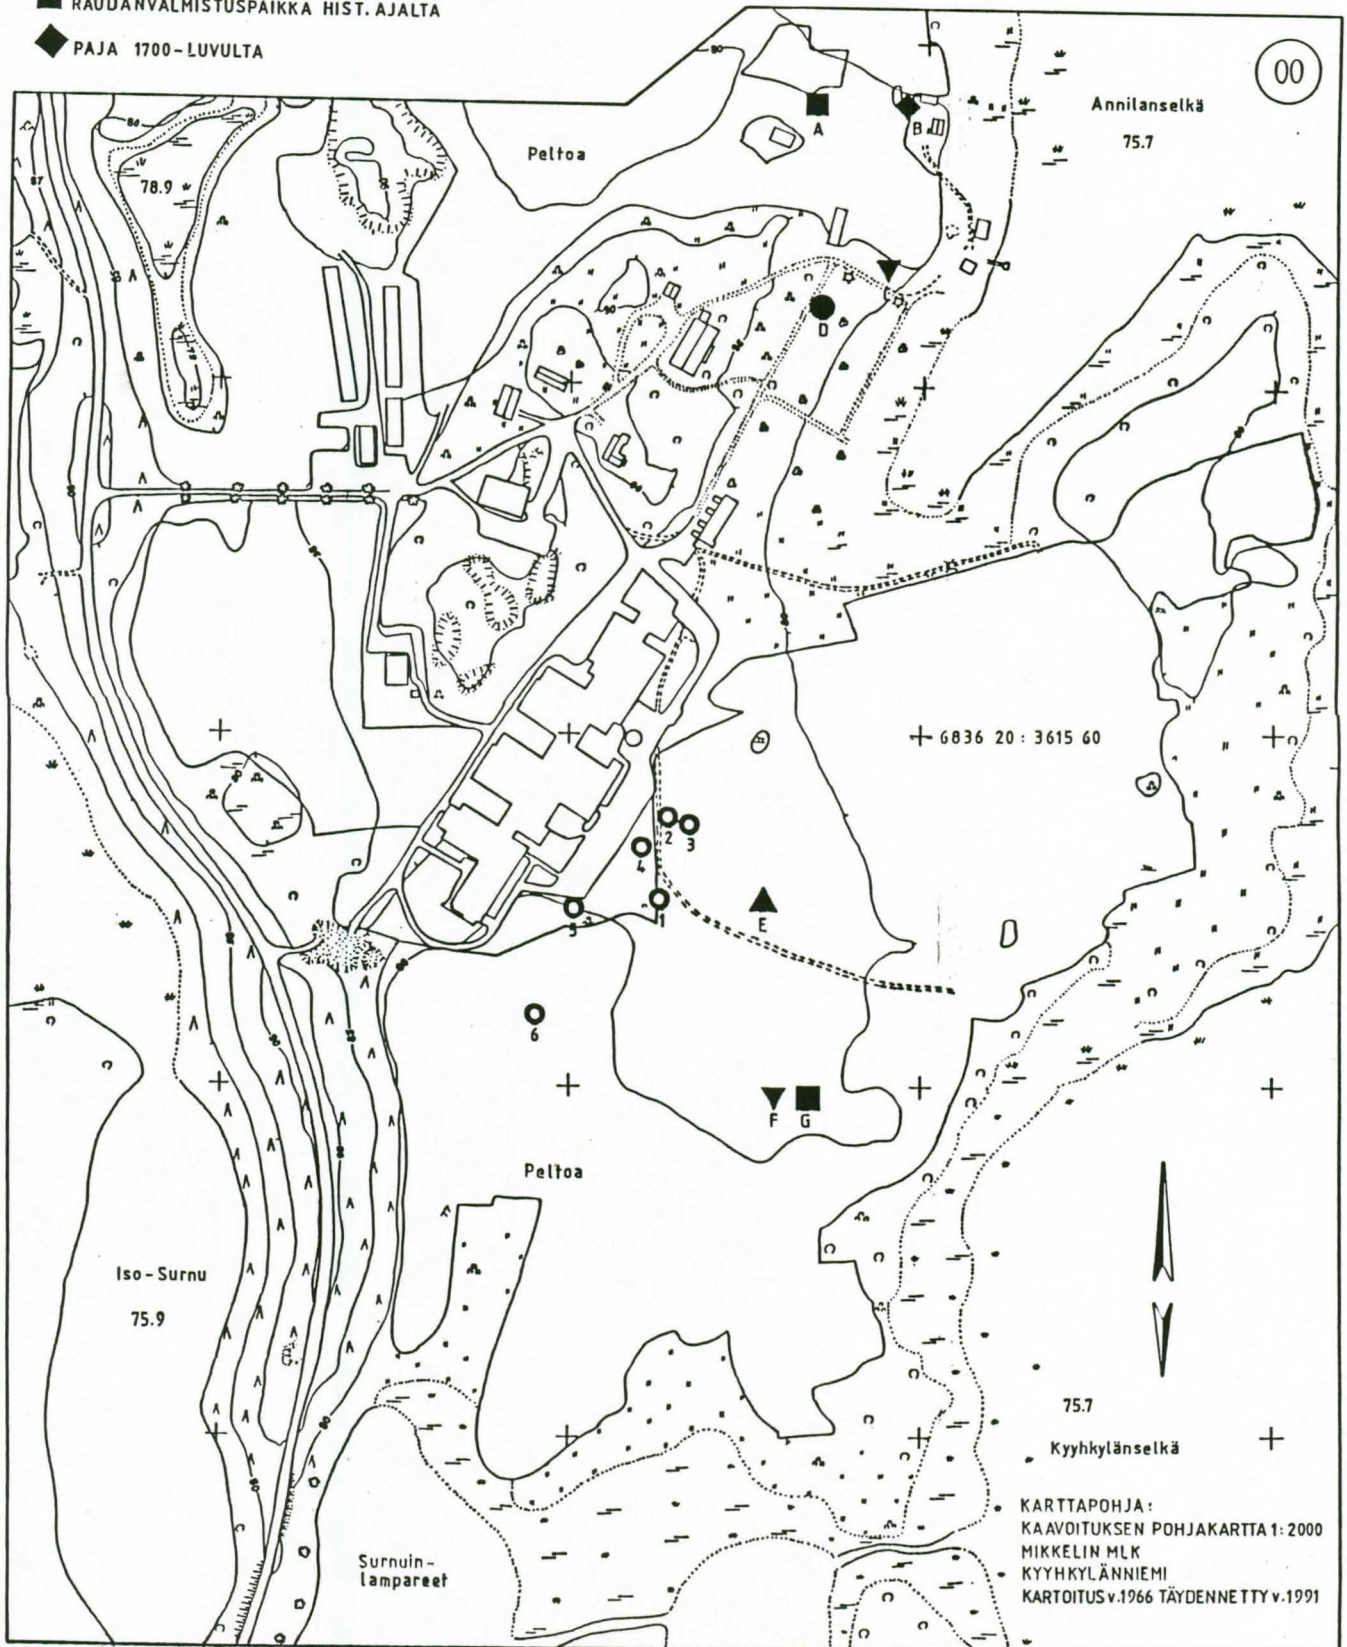 RAUDANVALMISTUSPAIKKA HIST. AJALTA
PAJA 1700-LUVULTA
00
Annilanselkä
75.7
Peltoa
A
B
80
87
78.9
D
6836 20 : 3615 60
2
3
4
1
5
E
6
F
G
Peltoa
Iso-Surnu
75.9
75.7
Kyyhkylänselkä
Surnuin-
lampareet
KARTTAPOHJA:
KAAVOITUKSEN POHJAKARTTA 1:2000
MIKKELIN MLK
KYYHKYLÄNNIEMI
KARTOITUS v.1966 TÄYDENNETTY v.1991